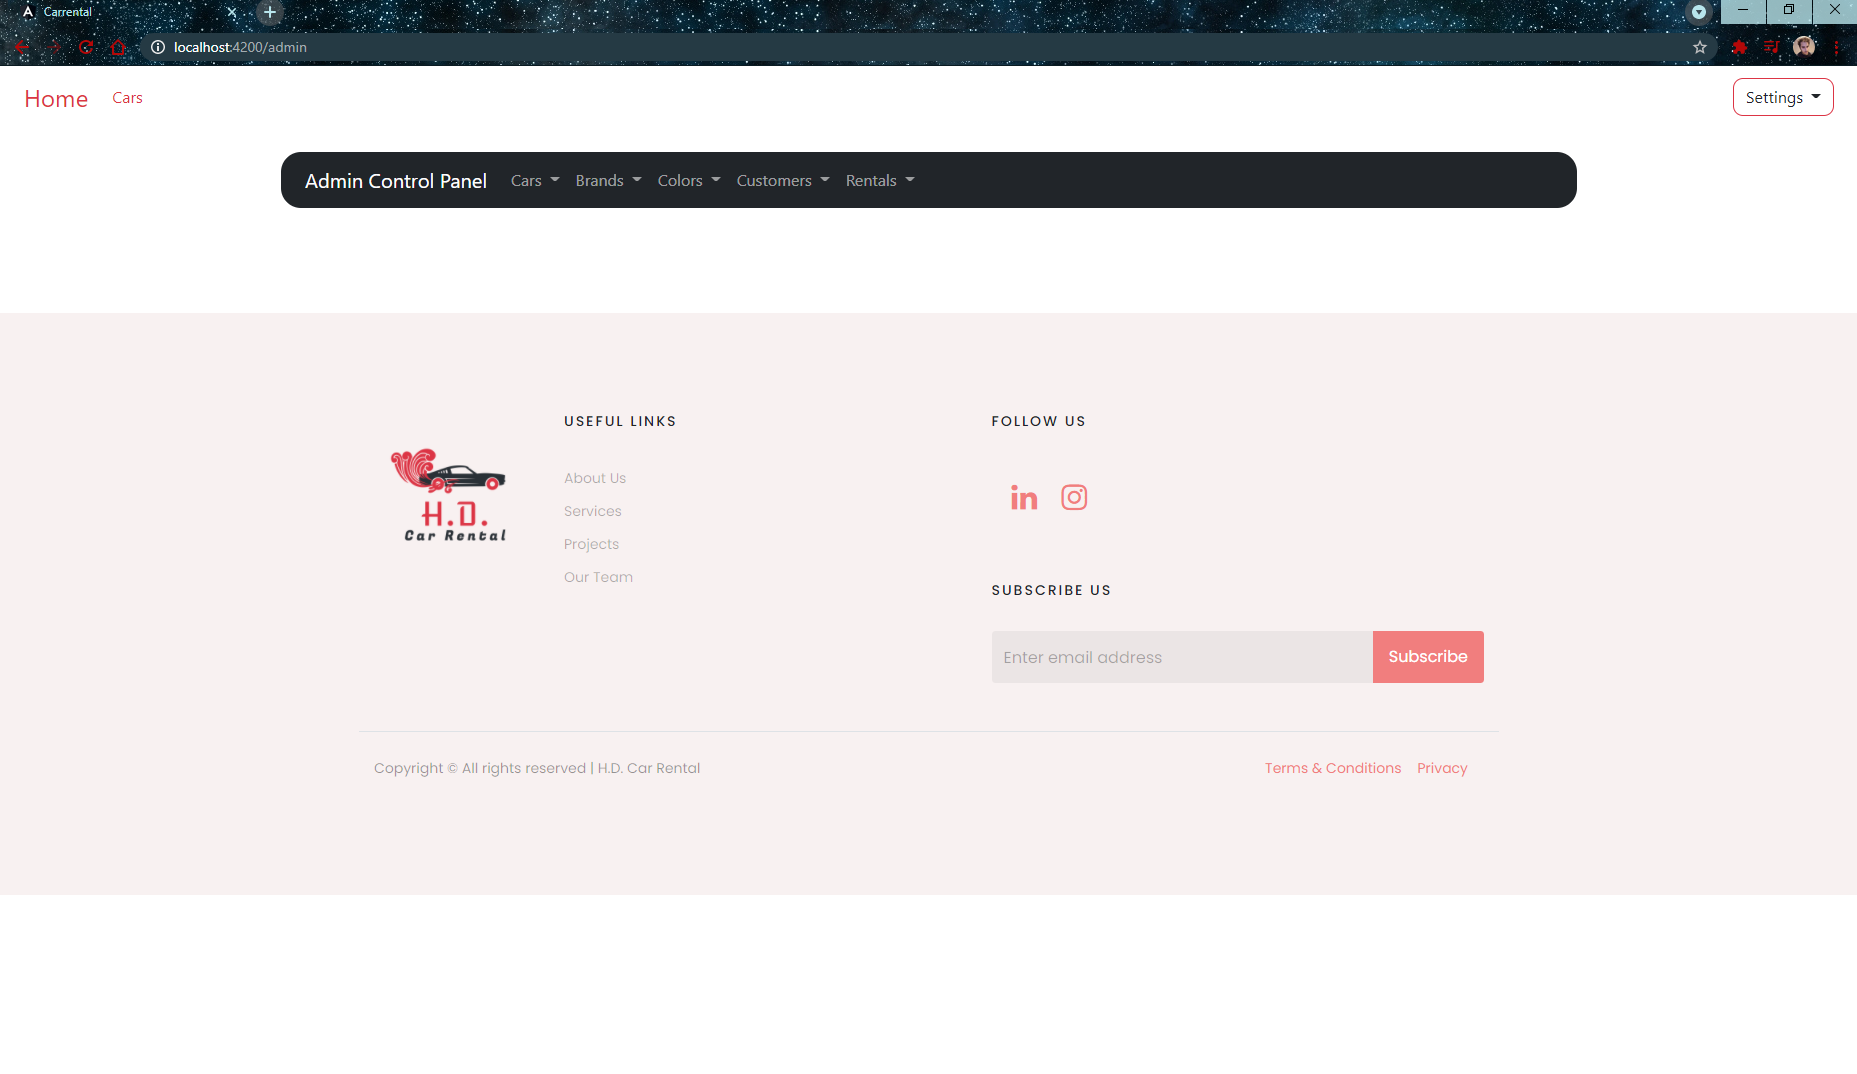 Carrental
localhost:4200/admin
Home Cars Settings
Admin Control Panel Cars Brands Colors Customers Rentals
H.D.
Car Rental
USEFUL LINKS
About Us
Services
Projects
Our Team
FOLLOW US
in
SUBSCRIBE US
Enter email address Subscribe
Copyright © All rights reserved | H.D. Car Rental
Terms & Conditions Privacy